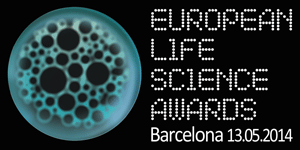 EUROPEAN
LIFE
SCIENCE
AWARDS
Barcelona 13.05.2014